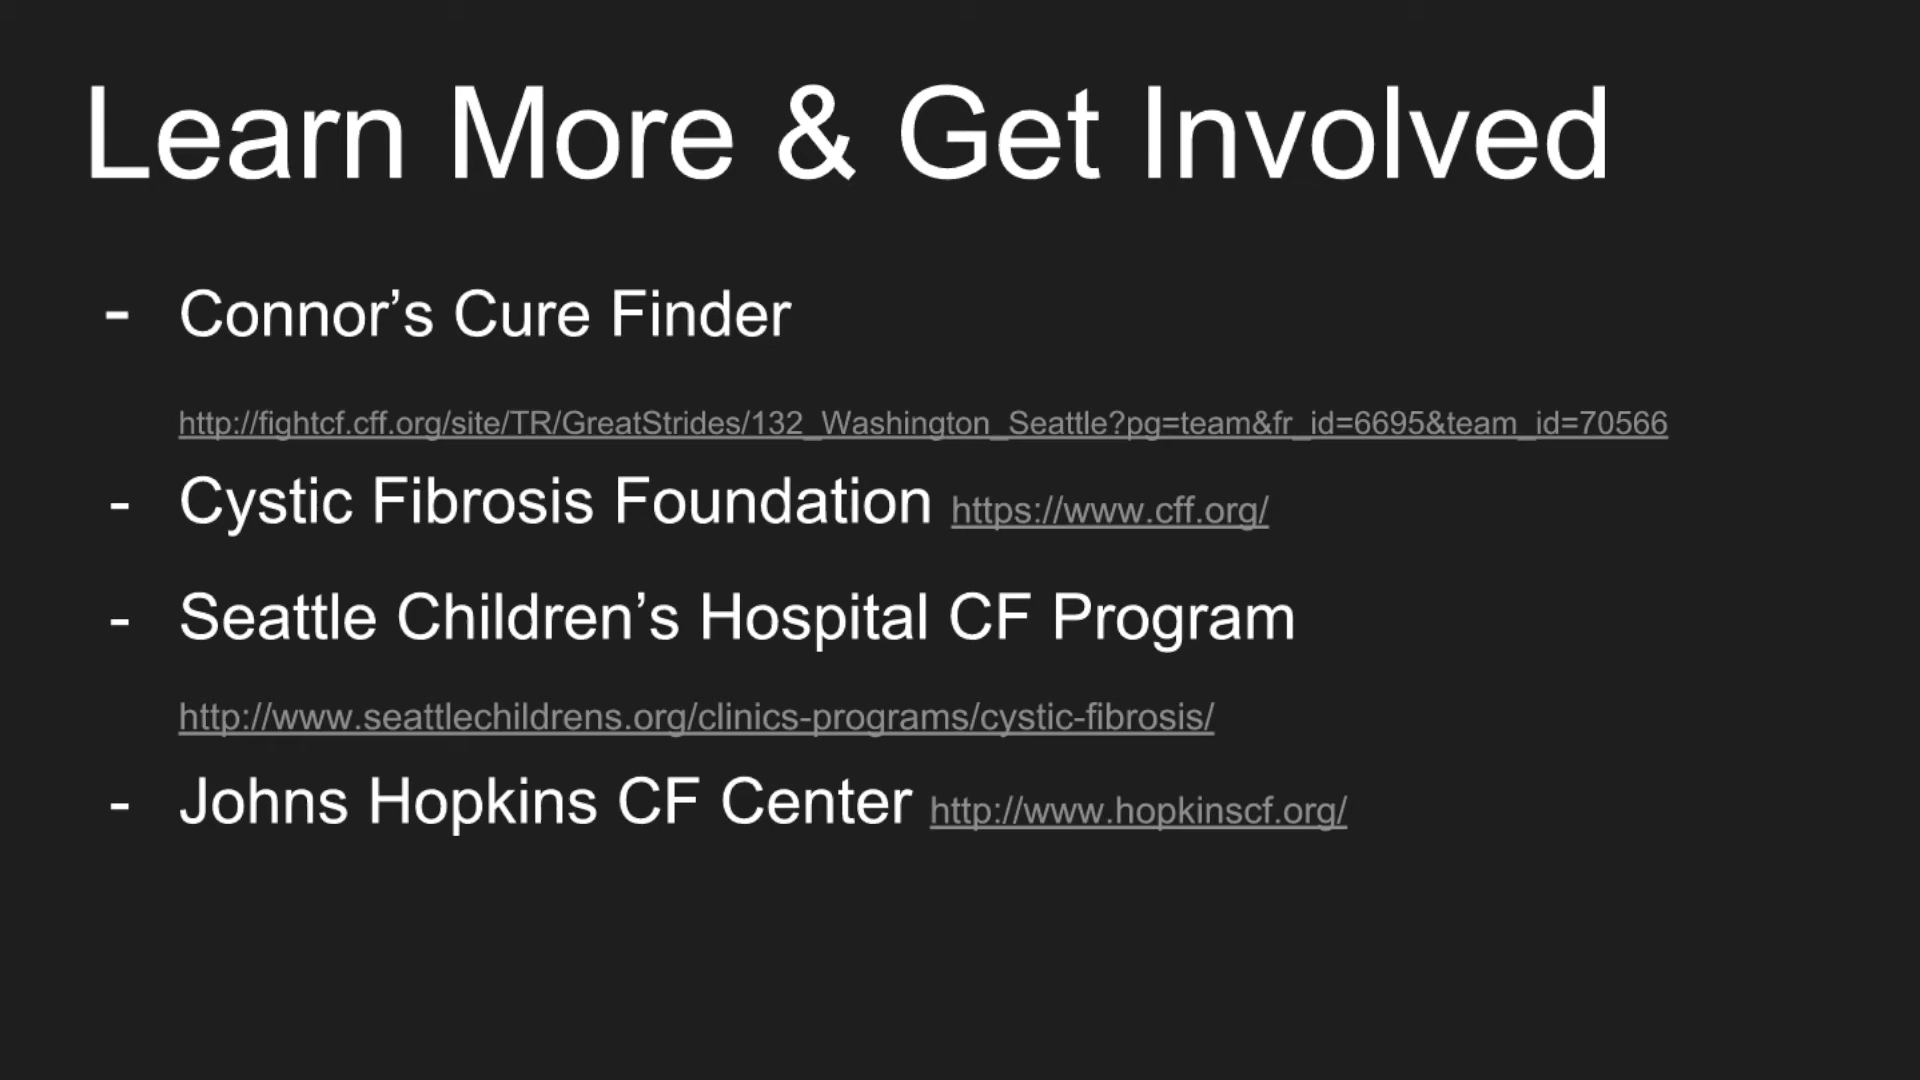 Learn More & Get Involved
- Connor’s Cure Finder
http://fightcf.cff.org/site/TR/GreatStrides/132_Washington_Seattle?pg=team&fr_id=6695&team_id=70566
- Cystic Fibrosis Foundation https://www.cff.org/
- Seattle Children’s Hospital CF Program
http://www.seattlechildrens.org/clinics-programs/cystic-fibrosis/
- Johns Hopkins CF Center http://www.hopkinscf.org/